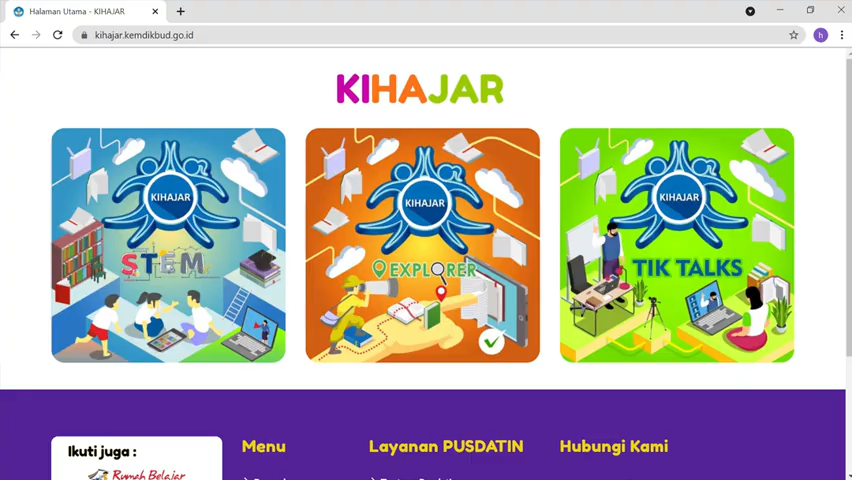 Halaman Utama - KIHAJAR
kihajar.kemdikbud.go.id
h
KIHAJAR
KIHAJAR
STEM
KIHAJAR
EXPLORER
KIHAJAR
TIK TALKS
Ikuti juga :
Rumah Belajar
Menu
Layanan PUSDATIN
Hubungi Kami